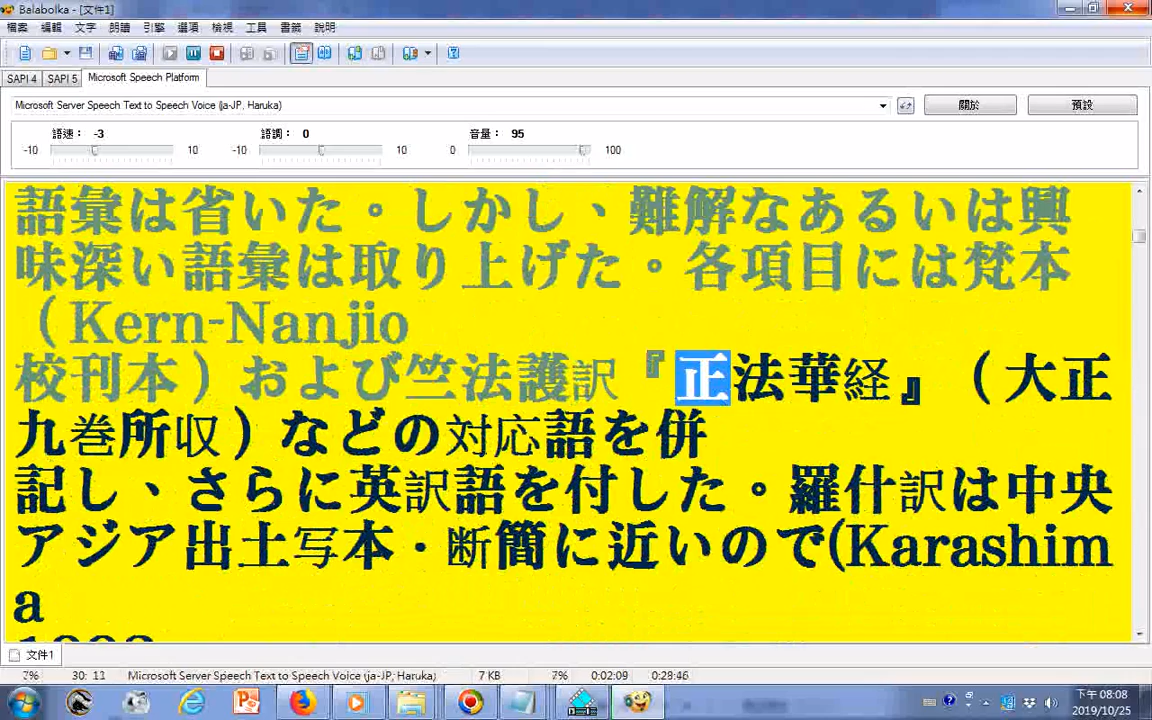 Balabolka - [文件1]
檔案 編輯 文字 朗讀 引擎 選項 檢視 工具 書籤 說明
SAPI 4 SAPI 5 Microsoft Speech Platform
Microsoft Server Speech Text to Speech Voice (ja-JP, Haruka) 關於 預設
語速： -3 語調： 0 音量： 95
-10 10 -10 10 0 100
語彙は省いた。しかし、難解なあるいは興
味深い語彙は取り上げた。各項目には梵本
（Kern-Nanjio
校刊本）および竺法護訳『正法華経』（大正
九巻所収）などの対応語を併
記し、さらに英訳語を付した。羅什訳は中央
アジア出土写本・断簡に近いので(Karashim
a
文件1
7% 30: 11 Microsoft Server Speech Text to Speech Voice (ja-JP, Haruka) 7 KB 7% 0:02:09 0:28:46
下午 08:08
2019/10/25